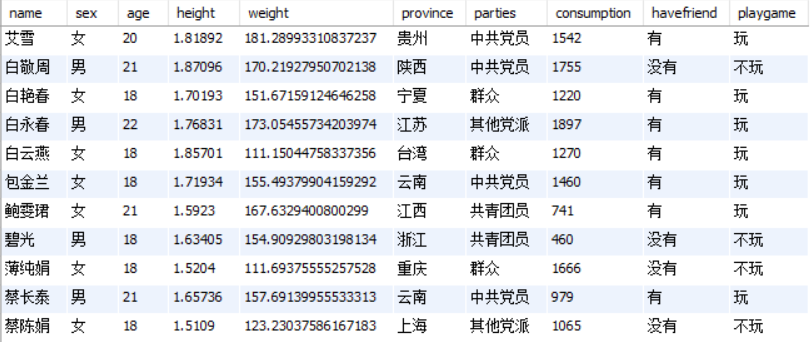 name sex age height weight province parties consumption havefriend playgame
艾雪 女 20 1.81892 181.28993310837237 贵州 中共党员 1542 有 玩
白敬周 男 21 1.87096 170.21927950702138 陕西 中共党员 1755 没有 不玩
白艳春 女 18 1.70193 151.67159124646258 宁夏 群众 1220 有 玩
白永春 男 22 1.76831 173.05455734203974 江苏 其他党派 1897 有 玩
白云燕 女 18 1.85701 111.15044758337356 台湾 群众 1270 有 玩
包金兰 女 18 1.71934 155.49379904159292 云南 中共党员 1460 有 玩
鲍雯珺 女 21 1.5923 167.6329400800299 江西 共青团员 741 有 玩
碧光 男 18 1.63405 154.90929803198134 浙江 共青团员 460 没有 不玩
薄纯娟 女 18 1.5204 111.69375555257528 重庆 群众 1666 没有 不玩
蔡长泰 男 21 1.65736 157.69139955533313 云南 中共党员 979 有 玩
蔡陈娟 女 18 1.5109 123.23037586167183 上海 其他党派 1065 没有 不玩